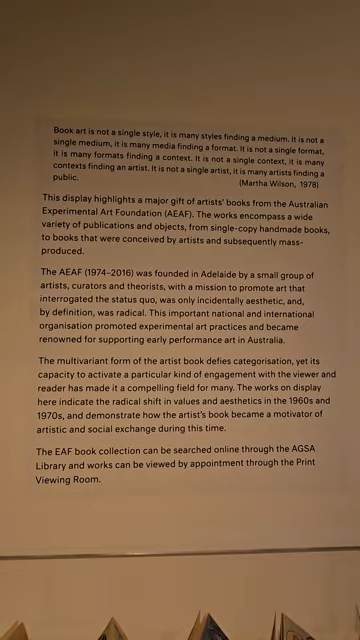 Book art is not a single style, it is many styles finding a medium. It is not a
single medium, it is many media finding a format. It is not a single format,
it is many formats finding a context. It is not a single context, it is many
contexts finding an artist. It is not a single artist, it is many artists finding a
public. (Martha Wilson, 1978)
This display highlights a major gift of artists' books from the Australian
Experimental Art Foundation (AEAF). The works encompass a wide
variety of publications and objects, from single-copy handmade books,
to books that were conceived by artists and subsequently mass-
produced.
The AEAF (1974–2016) was founded in Adelaide by a small group of
artists, curators and theorists, with a mission to promote art that
interrogated the status quo, was only incidentally aesthetic, and,
by definition, was radical. This important national and international
organisation promoted experimental art practices and became
renowned for supporting early performance art in Australia.
The multivariant form of the artist book defies categorisation, yet its
capacity to activate a particular kind of engagement with the viewer and
reader has made it a compelling field for many. The works on display
here indicate the radical shift in values and aesthetics in the 1960s and
1970s, and demonstrate how the artist's book became a motivator of
artistic and social exchange during this time.
The EAF book collection can be searched online through the AGSA
Library and works can be viewed by appointment through the Print
Viewing Room.